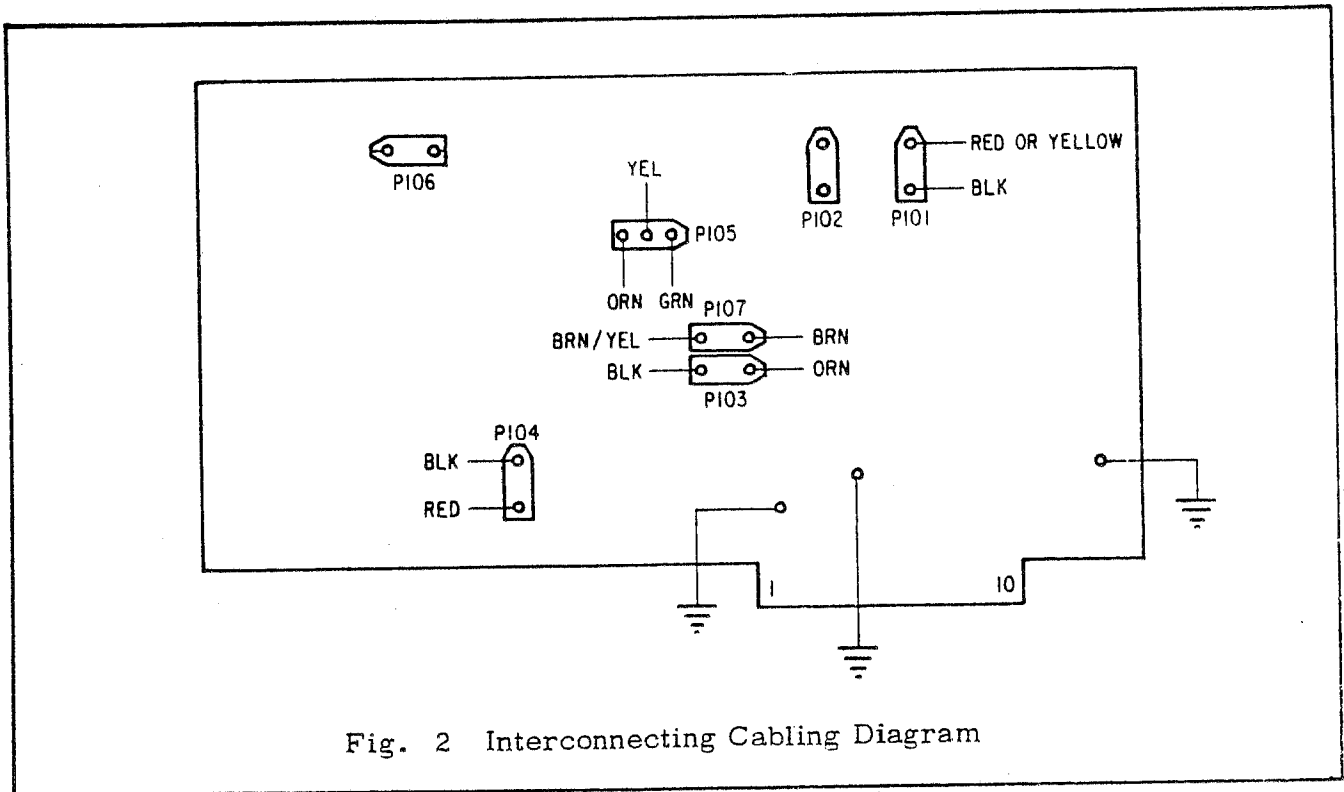 RED OR YELLOW
P106
YEL
BLK
P102
P101
P105
ORN
GRN
P107
BRN/YEL
BRN
BLK
ORN
P103
P104
BLK
RED
1
10
Fig. 2 Interconnecting Cabling Diagram